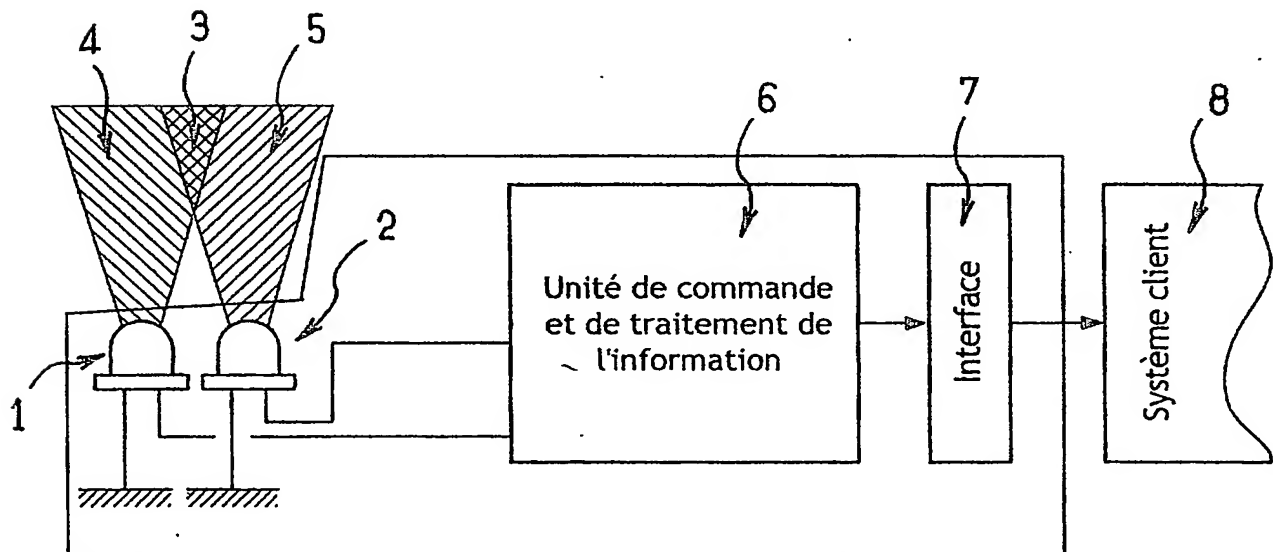 4
3
5
6
7
8
2
1
Unité de commande
et de traitement de
l'information
Interface
Système client